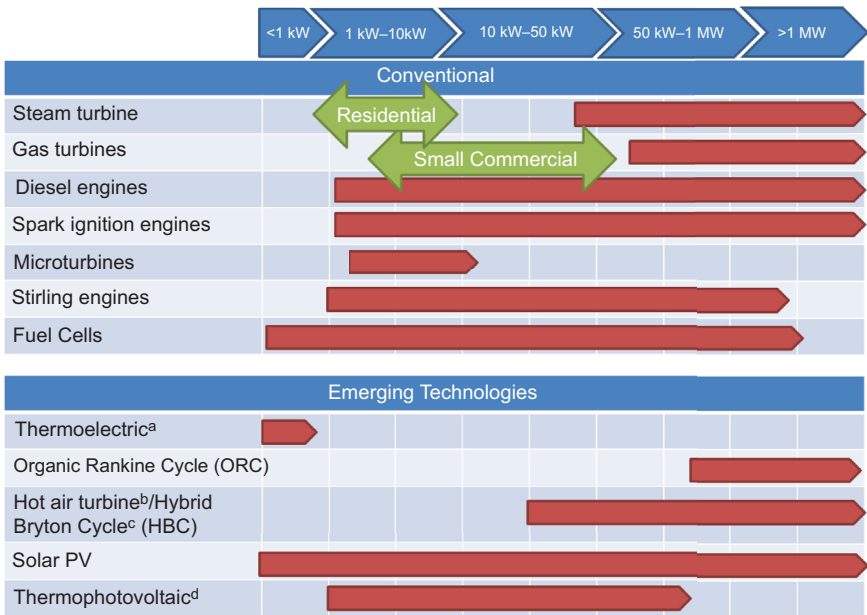 <1 kW 1 kW–10kW 10 kW–50 kW 50 kW–1 MW >1 MW
Conventional
Steam turbine
Residential
Gas turbines
Small Commercial
Diesel engines
Spark ignition engines
Microturbines
Stirling engines
Fuel Cells
Emerging Technologies
Thermoelectricᵃ
Organic Rankine Cycle (ORC)
Hot air turbineᵇ/Hybrid
Bryton Cycleᶜ (HBC)
Solar PV
Thermophotovoltaicᵈ